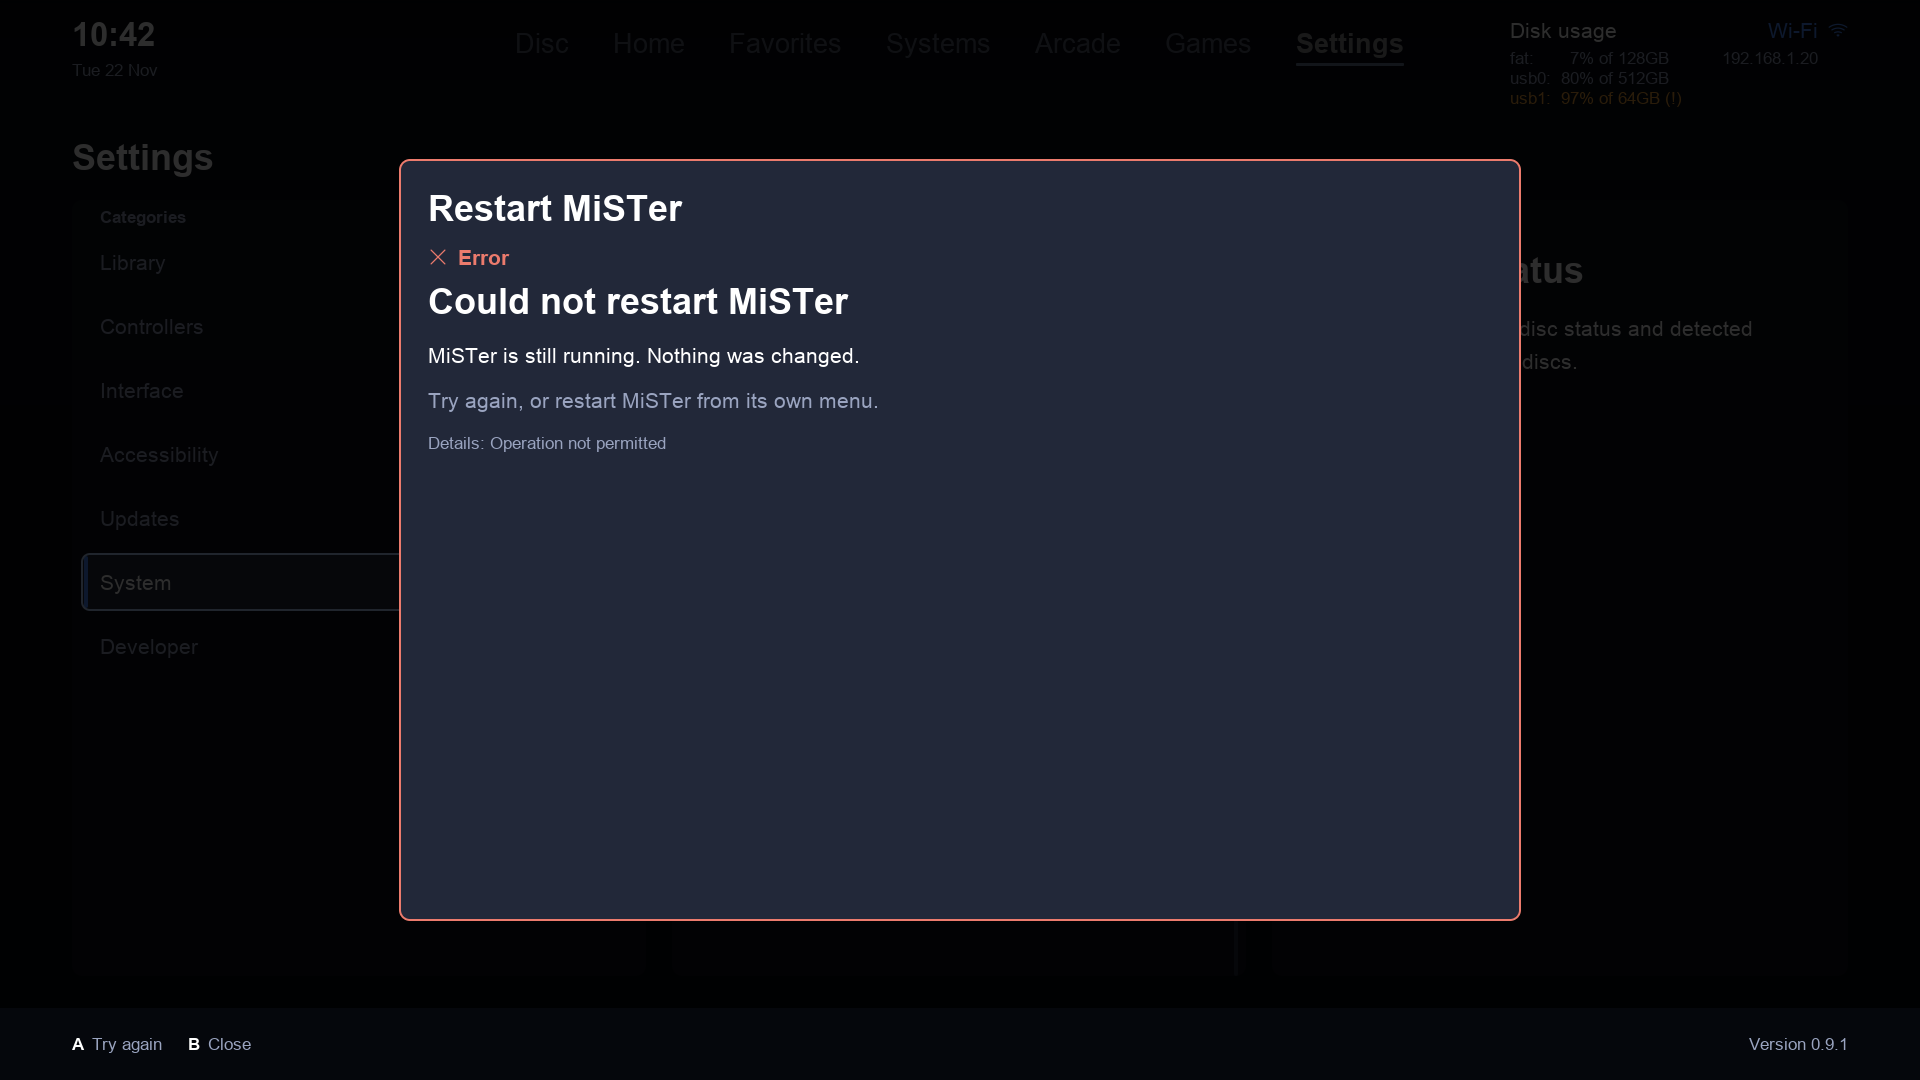 10:42
Tue 22 Nov
Disc Home Favorites Systems Arcade Games Settings
Disk usage
fat: 7% of 128GB
usb0: 80% of 512GB
usb1: 97% of 64GB (!)
Wi-Fi
192.168.1.20
Settings
Categories
Library
Controllers
Interface
Accessibility
Updates
System
Developer
Restart MiSTer
Error
Could not restart MiSTer
MiSTer is still running. Nothing was changed.
Try again, or restart MiSTer from its own menu.
Details: Operation not permitted
atus
disc status and detected
discs.
A Try again B Close
Version 0.9.1